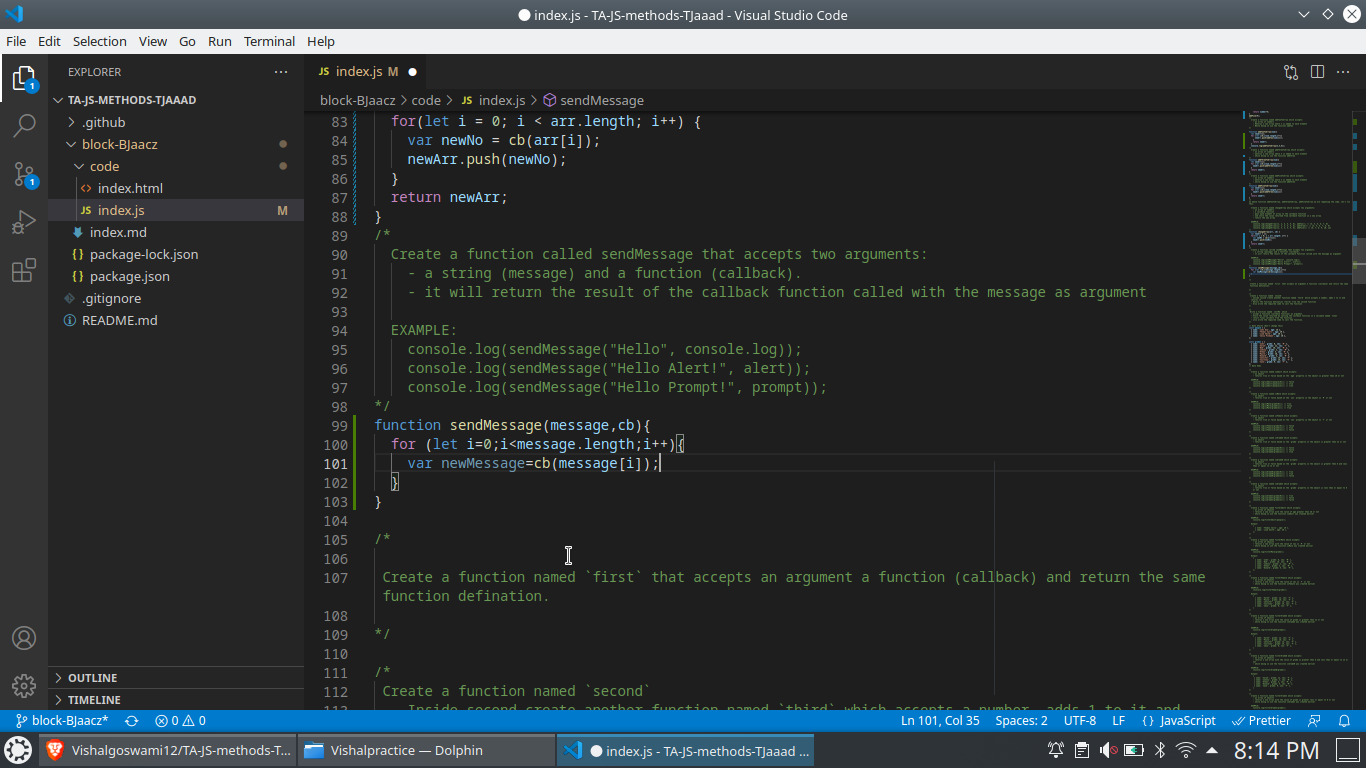 index.js - TA-JS-methods-TJaaad - Visual Studio Code
File Edit Selection View Go Run Terminal Help
EXPLORER
TA-JS-METHODS-TJAAAD
.github
block-BJaacz
code
index.html
index.js M
index.md
package-lock.json
package.json
.gitignore
README.md
OUTLINE
TIMELINE
1
1
JS index.js M
block-BJaacz > code > JS index.js > sendMessage
83 for(let i = 0; i < arr.length; i++) {
84 var newNo = cb(arr[i]);
85 newArr.push(newNo);
86 }
87 return newArr;
88 }
89 /*
90 Create a function called sendMessage that accepts two arguments:
91 - a string (message) and a function (callback).
92 - it will return the result of the callback function called with the message as argument
93
94 EXAMPLE:
95 console.log(sendMessage("Hello", console.log));
96 console.log(sendMessage("Hello Alert!", alert));
97 console.log(sendMessage("Hello Prompt!", prompt));
98 */
99 function sendMessage(message,cb){
100 for (let i=0;i<message.length;i++){
101 var newMessage=cb(message[i]);
102 }
103 }
104
105 /*
106
107 Create a function named `first` that accepts an argument a function (callback) and return the same
function defination.
108
109 */
110
111 /*
112 Create a function named `second`
113 - Inside second create another function named `third` which accepts a number, adds 1 to it and
block-BJaacz* 0 0 Ln 101, Col 35 Spaces: 2 UTF-8 LF { } JavaScript Prettier
Vishalgoswami12/TA-JS-methods-T... Vishalpractice — Dolphin index.js - TA-JS-methods-TJaaad ... 8:14 PM